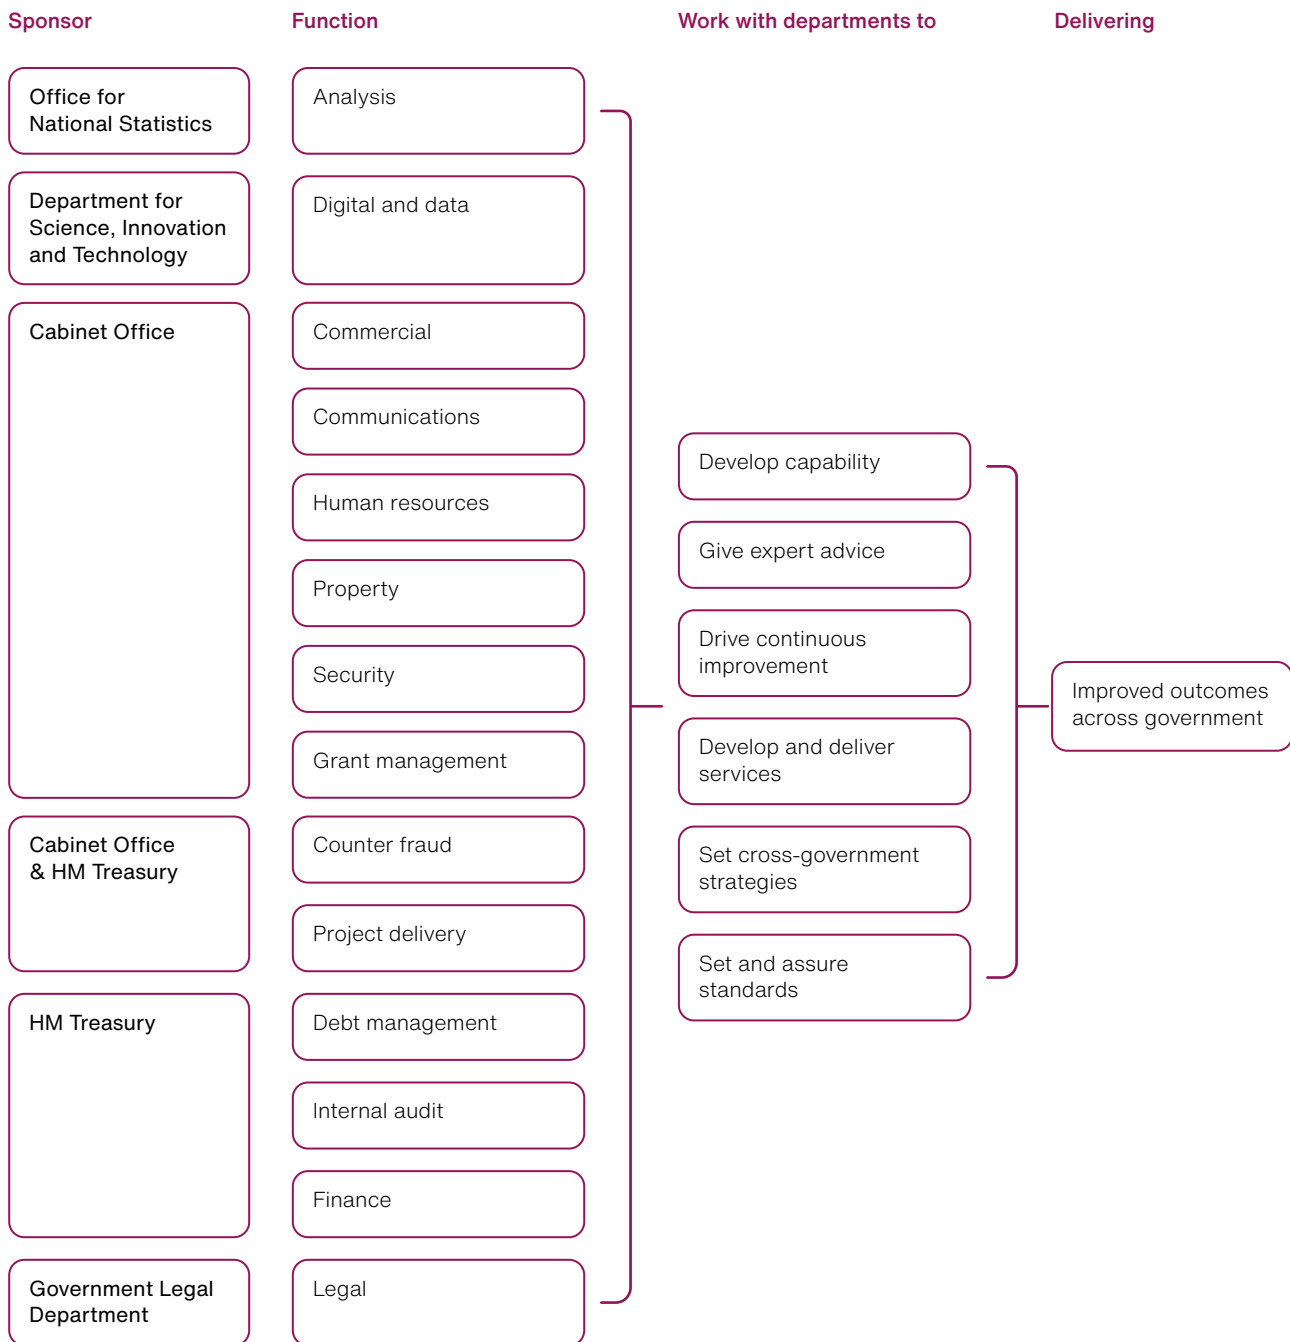 Sponsor
Function
Work with departments to
Delivering
Office for
National Statistics
Analysis
Department for
Science, Innovation
and Technology
Digital and data
Cabinet Office
Commercial
Communications
Human resources
Property
Security
Grant management
Cabinet Office
& HM Treasury
Counter fraud
Project delivery
HM Treasury
Debt management
Internal audit
Finance
Government Legal
Department
Legal
Develop capability
Give expert advice
Drive continuous
improvement
Develop and deliver
services
Set cross-government
strategies
Set and assure
standards
Improved outcomes
across government